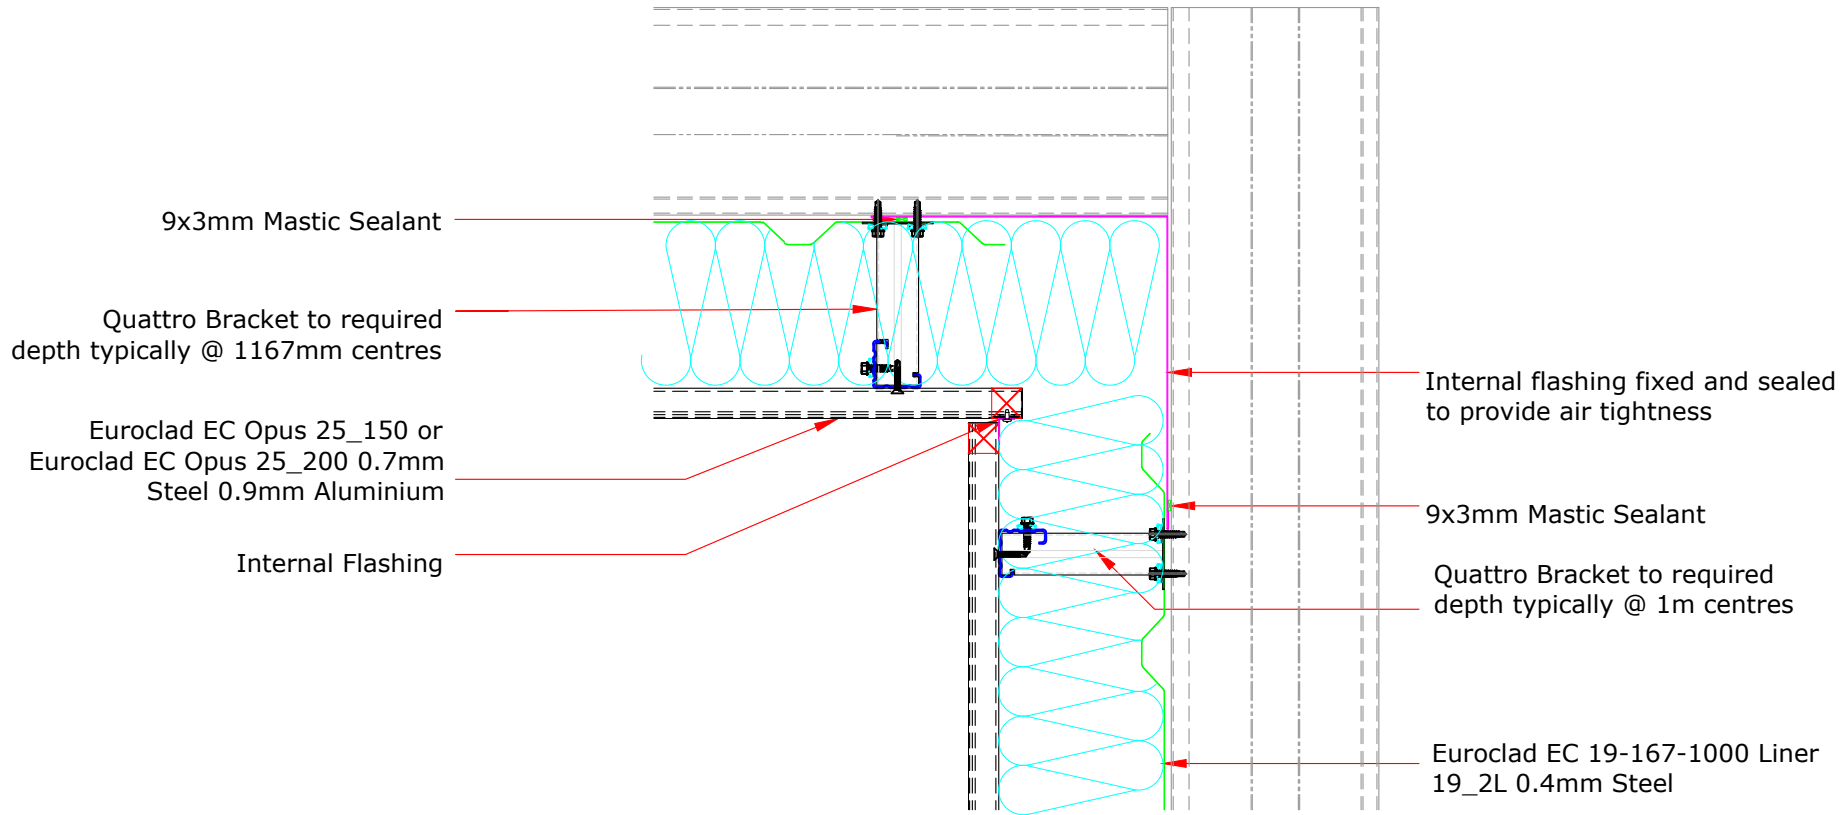 9x3mm Mastic Sealant
Quattro Bracket to required
depth typically @ 1167mm centres
Euroclad EC Opus 25_150 or
Euroclad EC Opus 25_200 0.7mm
Steel 0.9mm Aluminium
Internal Flashing
Internal flashing fixed and sealed
to provide air tightness
9x3mm Mastic Sealant
Quattro Bracket to required
depth typically @ 1m centres
Euroclad EC 19-167-1000 Liner
19_2L 0.4mm Steel